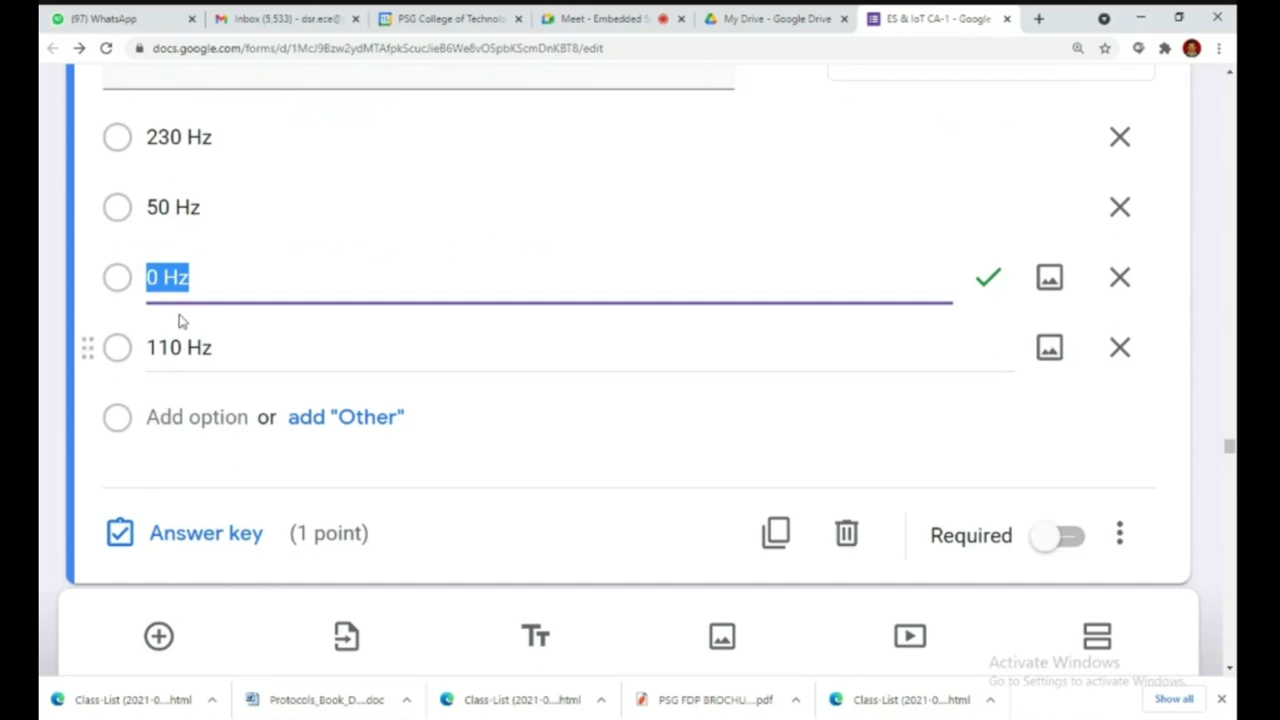 (97) WhatsApp
Inbox (5,533) - dsr.ece@
PSG College of Technolo
Meet - Embedded S
My Drive - Google Drive
ES & IoT CA-1 - Google
docs.google.com/forms/d/1McJ9Bzw2ydMTAfpkScucJieB6We8vO5pbKScmDnKBT8/edit
230 Hz
50 Hz
0 Hz
110 Hz
Add option or add "Other"
Answer key (1 point)
Required
Activate Windows
Go to Settings to activate Windows.
Class-List (2021-0....html
Protocols_Book_D....doc
Class-List (2021-0....html
PSG FDP BROCHU....pdf
Class-List (2021-0....html
Show all